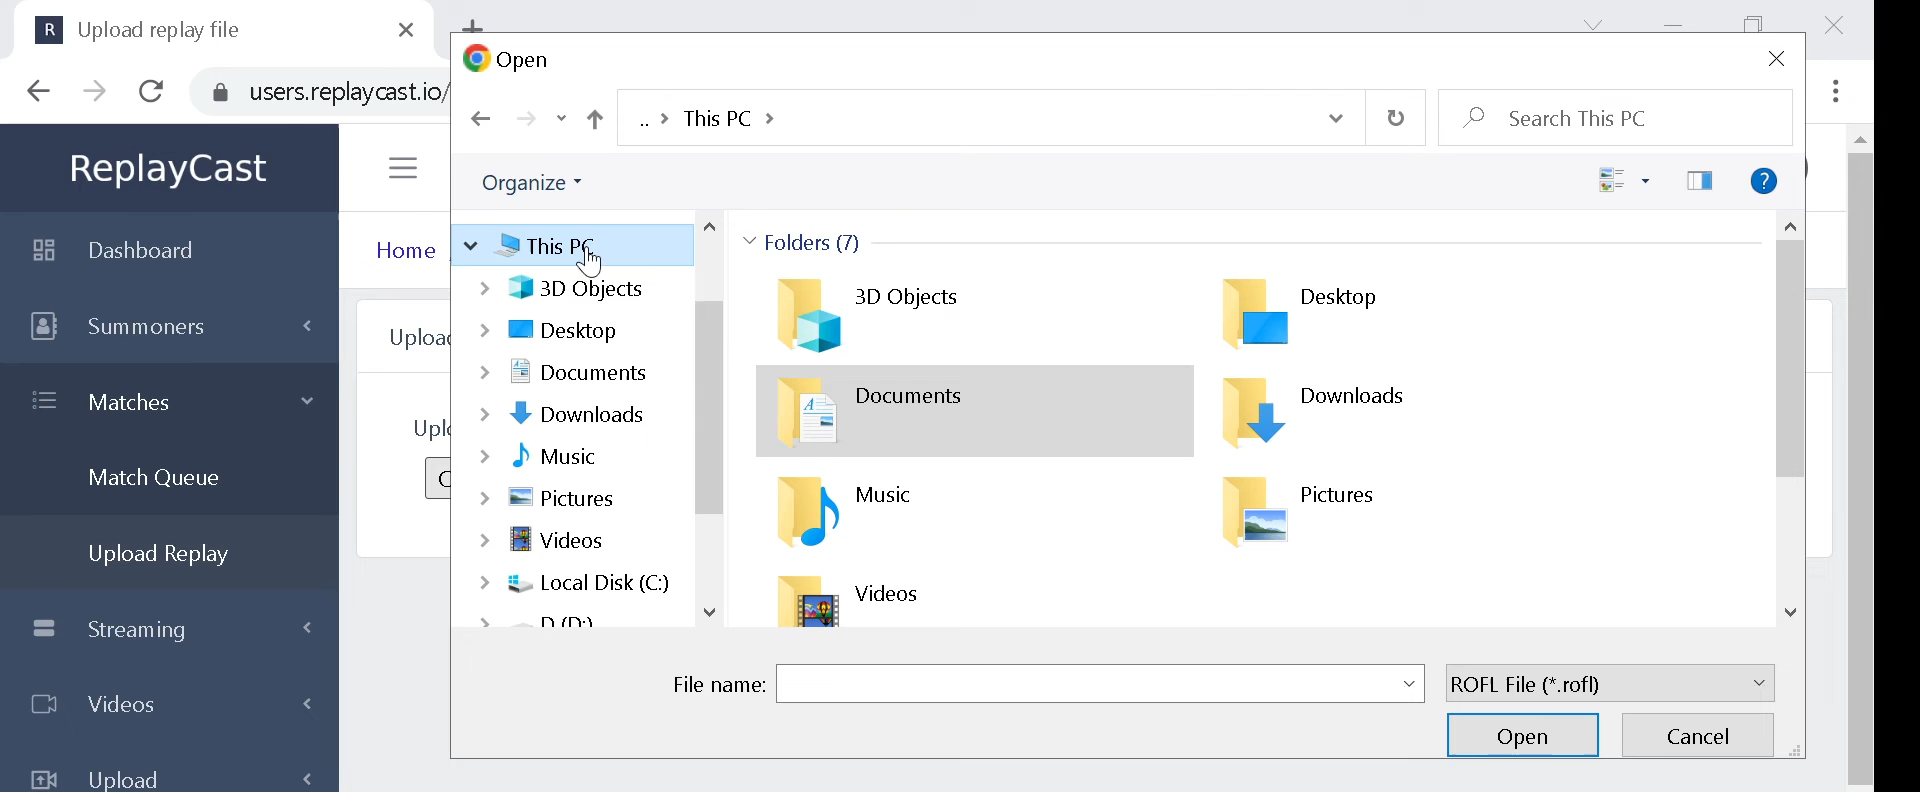 R Upload replay file
users.replaycast.io/
Open
.. > This PC >
Search This PC
Organize
ReplayCast
Dashboard
Summoners
Matches
Match Queue
Upload Replay
Streaming
Videos
Upload
Home
Uploa
Uplo
This PC
3D Objects
Desktop
Documents
Downloads
Music
Pictures
Videos
Local Disk (C:)
D (D:)
Folders (7)
3D Objects
Desktop
Documents
Downloads
Music
Pictures
Videos
File name:
ROFL File (*.rofl)
Open
Cancel